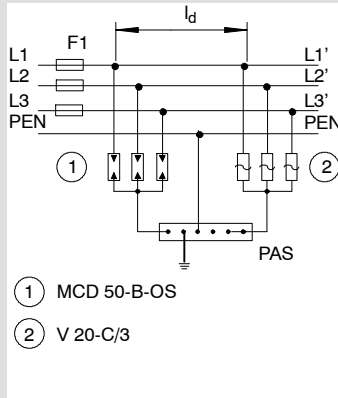 ld
F1
L1 L1'
L2 L2'
L3 L3'
PEN PEN
1 2
PAS
1 MCD 50-B-OS
2 V 20-C/3